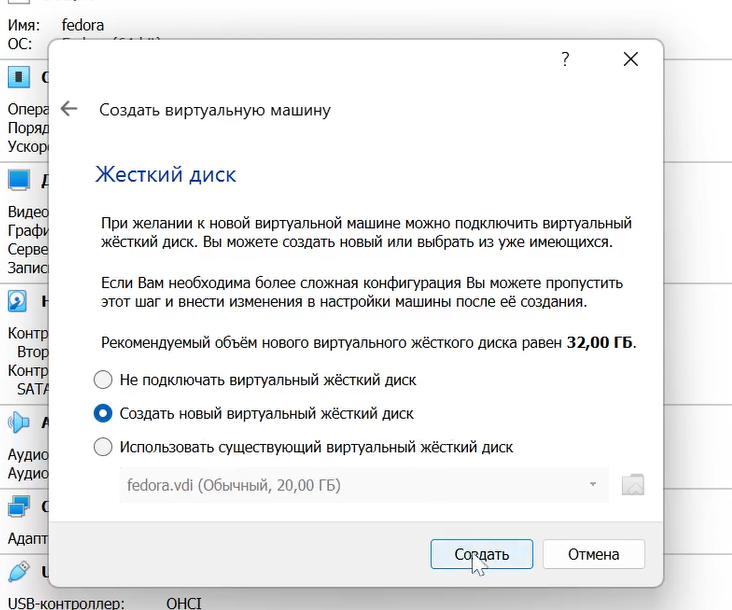 Имя: fedora
ОС:
?
Создать виртуальную машину
Жесткий диск
При желании к новой виртуальной машине можно подключить виртуальный
жёсткий диск. Вы можете создать новый или выбрать из уже имеющихся.
Если Вам необходима более сложная конфигурация Вы можете пропустить
этот шаг и внести изменения в настройки машины после её создания.
Рекомендуемый объём нового виртуального жёсткого диска равен 32,00 ГБ.
Не подключать виртуальный жёсткий диск
Создать новый виртуальный жёсткий диск
Использовать существующий виртуальный жёсткий диск
fedora.vdi (Обычный, 20,00 ГБ)
Создать
Отмена
Опера
Поряд
Ускор
Видео
Графи
Серве
Запис
Контр
Втор
Контр
SATA
Аудио
Аудио
Адапт
USB-контроллер: OHCI